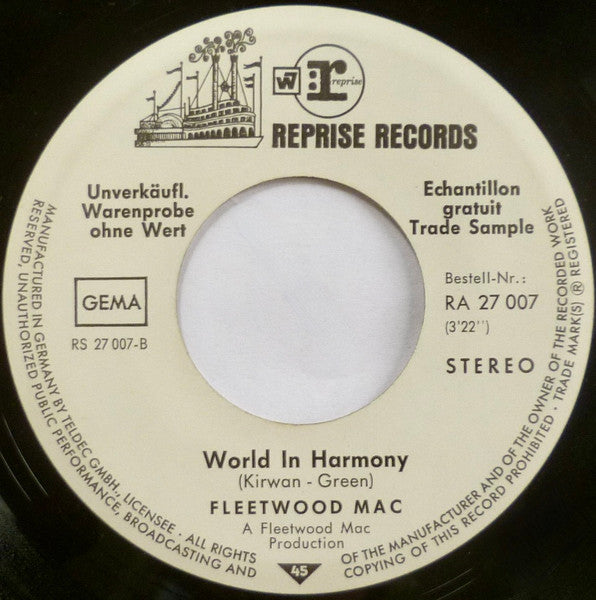 W7
r
reprise
REPRISE RECORDS
Unverkäufl.
Warenprobe
ohne Wert
Echantillon
gratuit
Trade Sample
GEMA
RS 27 007-B
Bestell-Nr.:
RA 27 007
(3'22")
STEREO
World In Harmony
(Kirwan - Green)
FLEETWOOD MAC
A Fleetwood Mac
Production
45
MANUFACTURED IN GERMANY BY TELDEC GMBH., LICENSEE · ALL RIGHTS
RESERVED, UNAUTHORIZED PUBLIC PERFORMANCE, BROADCASTING AND
OF THE MANUFACTURER AND OF THE OWNER OF THE RECORDED WORK
COPYING OF THIS RECORD PROHIBITED · TRADE MARK(S) ® REGISTERED